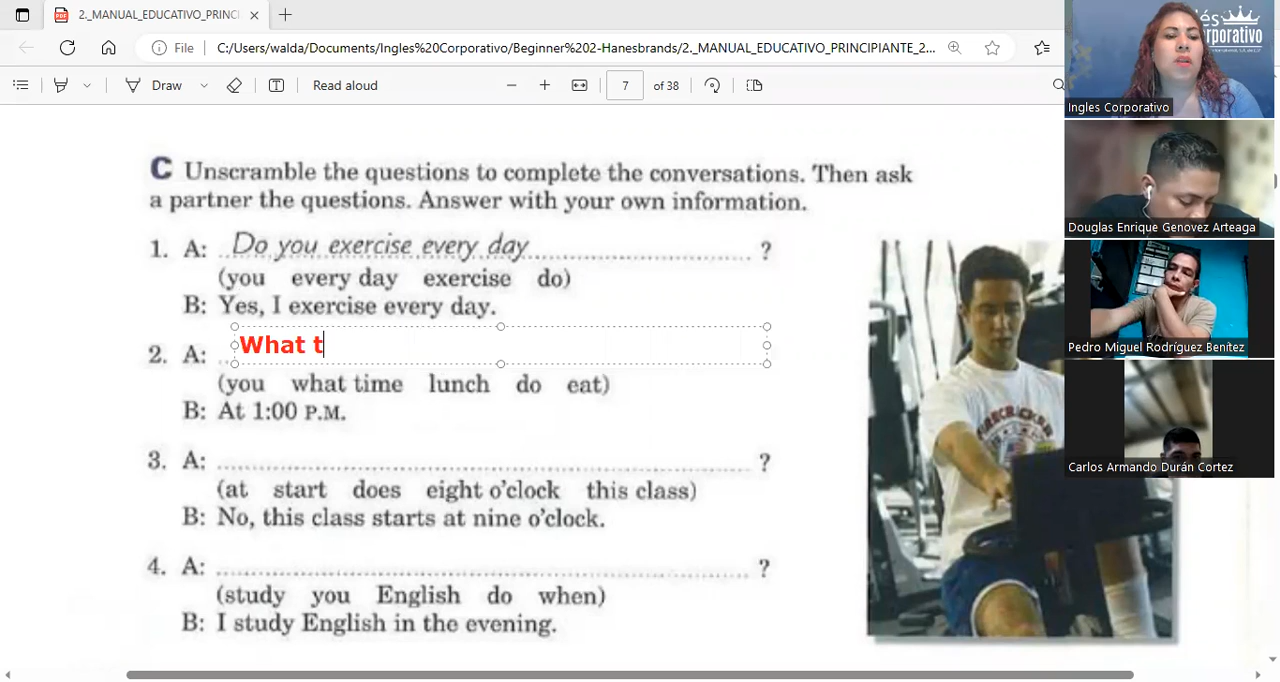 2._MANUAL_EDUCATIVO_PRINCI
File C:/Users/walda/Documents/Ingles%20Corporativo/Beginner%202-Hanesbrands/2._MANUAL_EDUCATIVO_PRINCIPIANTE_2...
Draw Read aloud 7 of 38
C Unscramble the questions to complete the conversations. Then ask
a partner the questions. Answer with your own information.
1. A: Do you exercise every day ?
(you every day exercise do)
B: Yes, I exercise every day.
2. A: What t
(you what time lunch do eat)
B: At 1:00 P.M.
3. A: ?
(at start does eight o'clock this class)
B: No, this class starts at nine o'clock.
4. A: ?
(study you English do when)
B: I study English in the evening.
Ingles Corporativo
Douglas Enrique Genovez Arteaga
Pedro Miguel Rodríguez Benítez
Carlos Armando Durán Cortez